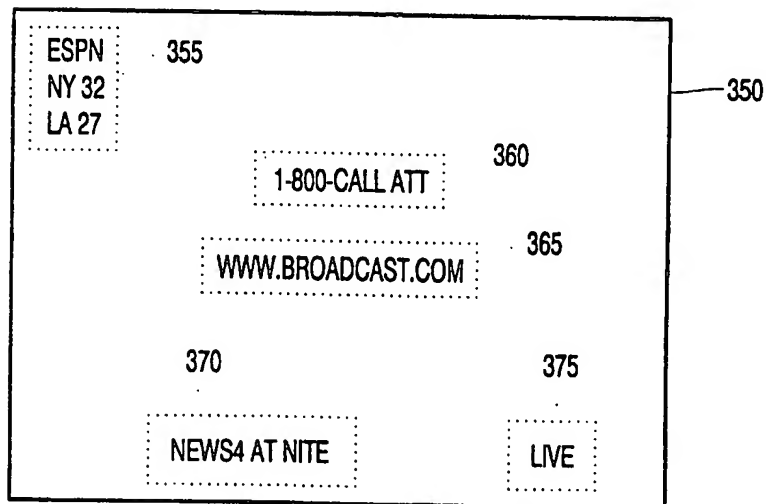 ESPN
NY 32
LA 27
355
350
1-800-CALL ATT
360
WWW.BROADCAST.COM
365
370
375
NEWS4 AT NITE
LIVE